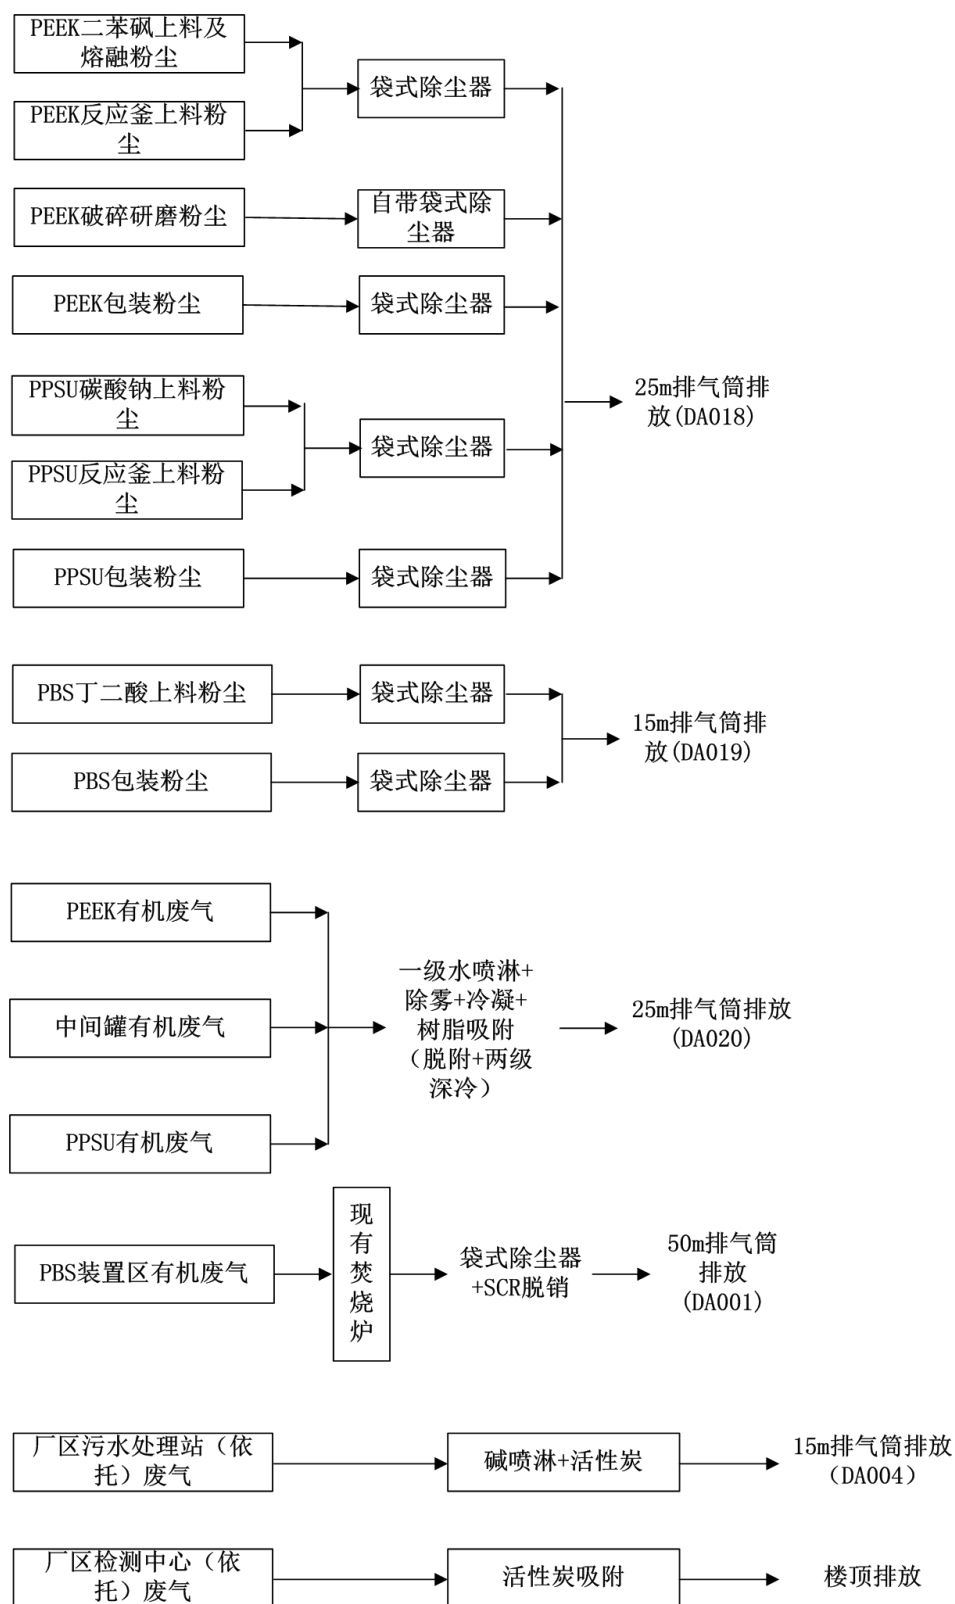 PEEK二苯砜上料及
熔融粉尘
袋式除尘器
PEEK反应釜上料粉
尘
PEEK破碎研磨粉尘
自带袋式除
尘器
PEEK包装粉尘
袋式除尘器
PPSU碳酸钠上料粉
尘
袋式除尘器
PPSU反应釜上料粉
尘
PPSU包装粉尘
袋式除尘器
25m排气筒排
放(DA018)
PBS丁二酸上料粉尘
袋式除尘器
PBS包装粉尘
袋式除尘器
15m排气筒排
放(DA019)
PEEK有机废气
中间罐有机废气
PPSU有机废气
一级水喷淋+
除雾+冷凝+
树脂吸附
（脱附+两级
深冷）
25m排气筒排放
(DA020)
PBS装置区有机废气
现
有
焚
烧
炉
袋式除尘器
+SCR脱销
50m排气筒
排放
(DA001)
厂区污水处理站（依
托）废气
碱喷淋+活性炭
15m排气筒排放
（DA004）
厂区检测中心（依
托）废气
活性炭吸附
楼顶排放